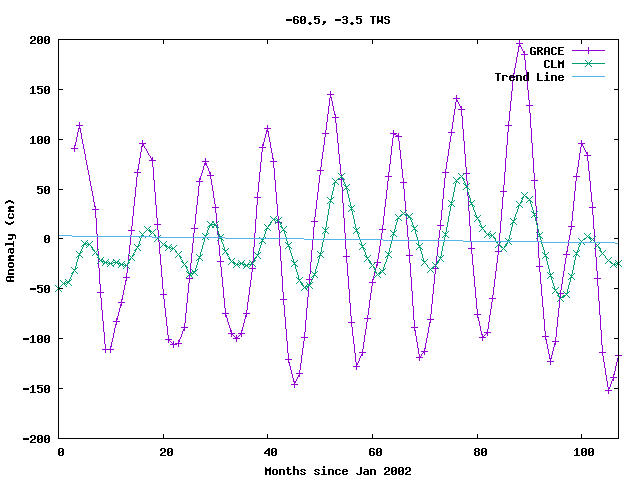 -60.5, -3.5 TWS
GRACE
CLM
Trend Line
200
150
100
50
0
-50
-100
-150
-200
Anomaly (cm)
0 20 40 60 80 100
Months since Jan 2002